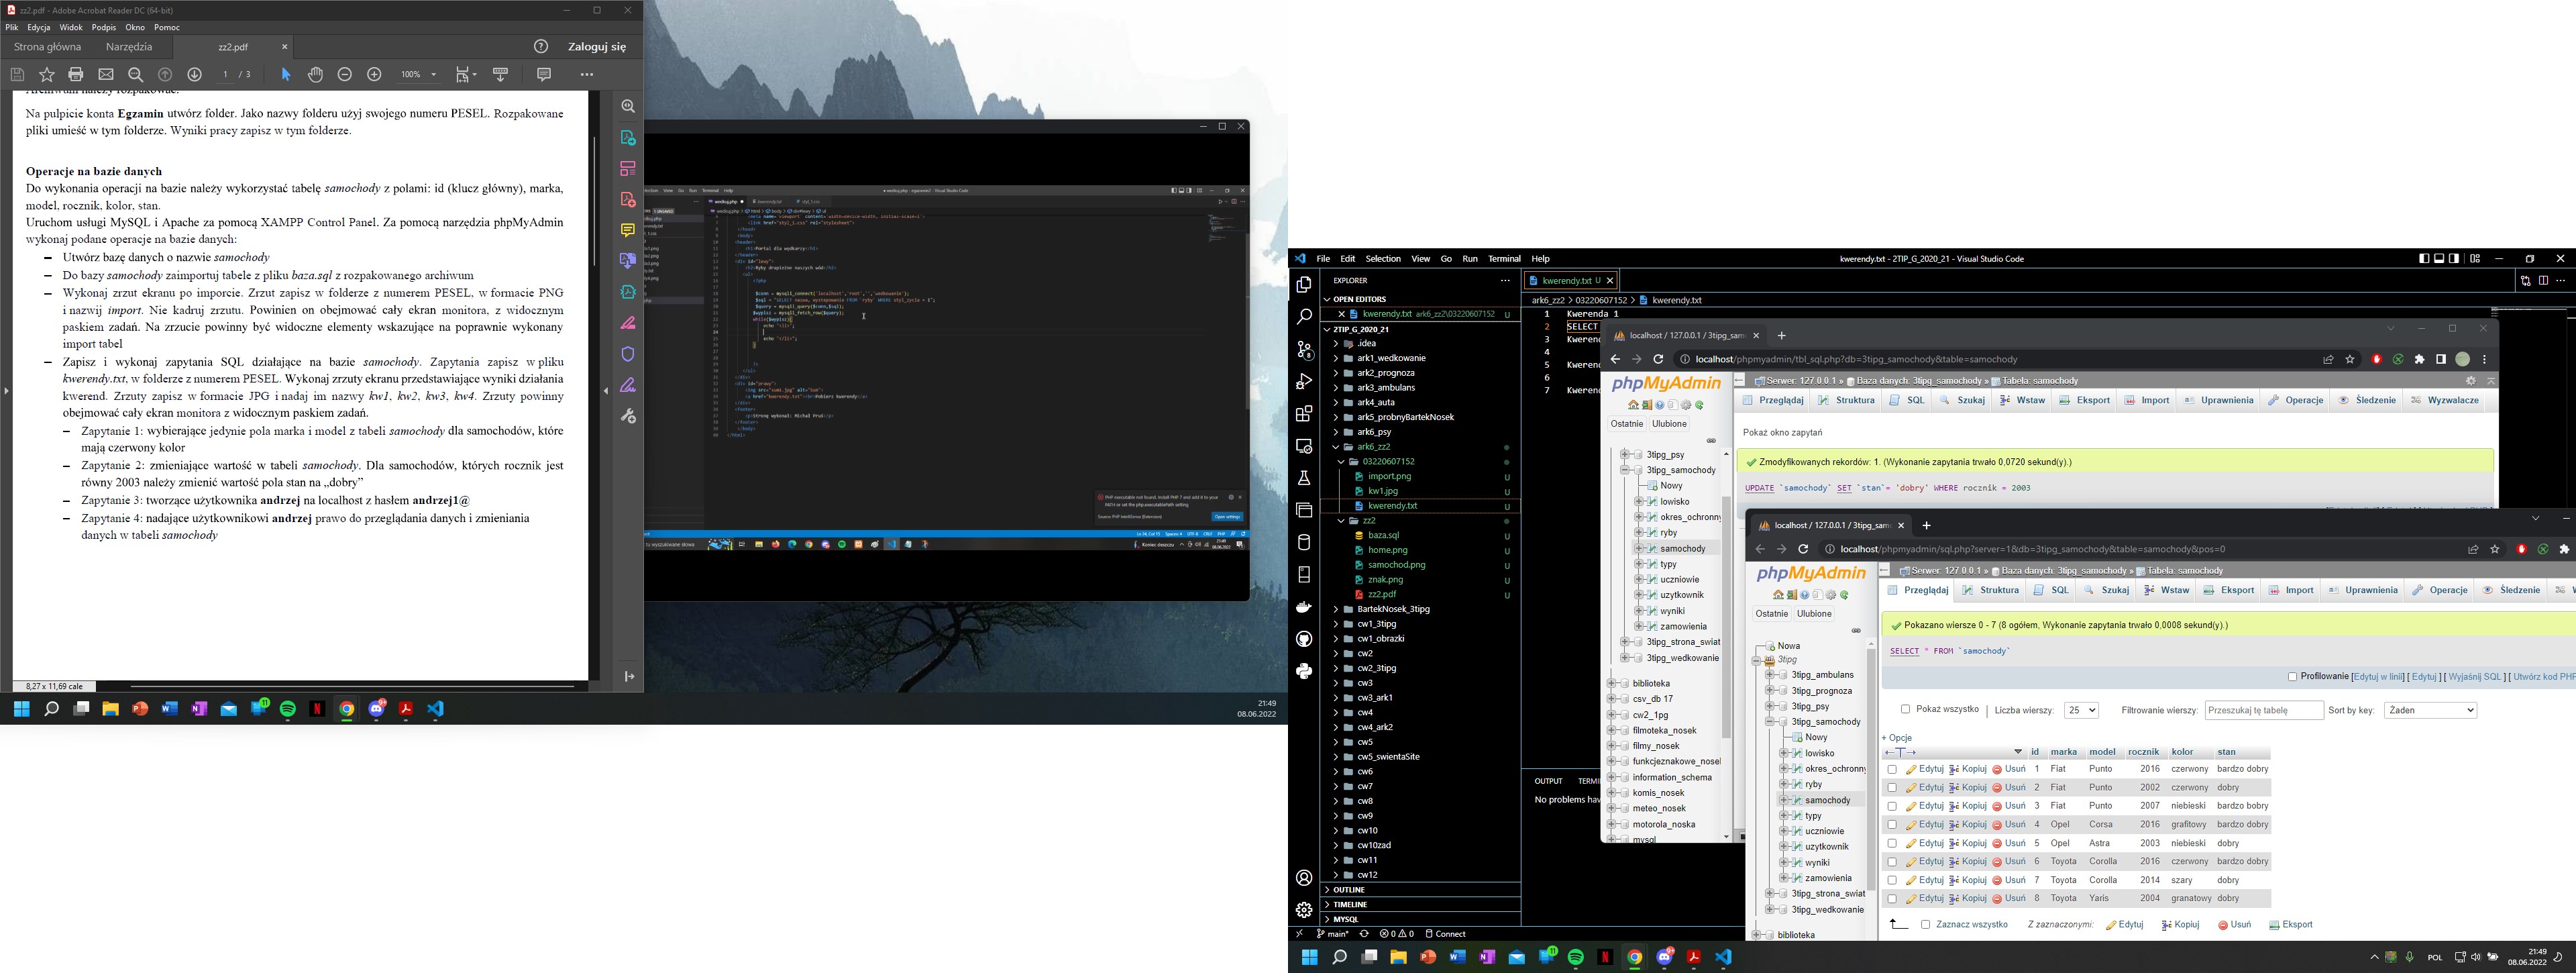 zz2.pdf - Adobe Acrobat Reader DC (64-bit)
Plik Edycja Widok Podpis Okno Pomoc
Strona główna Narzędzia zz2.pdf Zaloguj się
1 / 3 100%
Na pulpicie konta Egzamin utwórz folder. Jako nazwy folderu użyj swojego numeru PESEL. Rozpakowane
pliki umieść w tym folderze. Wyniki pracy zapisz w tym folderze.
Operacje na bazie danych
Do wykonania operacji na bazie należy wykorzystać tabelę samochody z polami: id (klucz główny), marka,
model, rocznik, kolor, stan.
Uruchom usługi MySQL i Apache za pomocą XAMPP Control Panel. Za pomocą narzędzia phpMyAdmin
wykonaj podane operacje na bazie danych:
– Utwórz bazę danych o nazwie samochody
– Do bazy samochody zaimportuj tabele z pliku baza.sql z rozpakowanego archiwum
– Wykonaj zrzut ekranu po imporcie. Zrzut zapisz w folderze z numerem PESEL, w formacie PNG
i nazwij import. Nie kadruj zrzutu. Powinien on obejmować cały ekran monitora, z widocznym
paskiem zadań. Na zrzucie powinny być widoczne elementy wskazujące na poprawnie wykonany
import tabel
– Zapisz i wykonaj zapytania SQL działające na bazie samochody. Zapytania zapisz w pliku
kwerendy.txt, w folderze z numerem PESEL. Wykonaj zrzuty ekranu przedstawiające wyniki działania
kwerend. Zrzuty zapisz w formacie JPG i nadaj im nazwy kw1, kw2, kw3, kw4. Zrzuty powinny
obejmować cały ekran monitora z widocznym paskiem zadań.
– Zapytanie 1: wybierające jedynie pola marka i model z tabeli samochody dla samochodów, które
mają czerwony kolor
– Zapytanie 2: zmieniające wartość w tabeli samochody. Dla samochodów, których rocznik jest
równy 2003 należy zmienić wartość pola stan na „dobry”
– Zapytanie 3: tworzące użytkownika andrzej na localhost z hasłem andrzej1@
– Zapytanie 4: nadające użytkownikowi andrzej prawo do przeglądania danych i zmieniania
danych w tabeli samochody
8,27 x 11,69 cale
21:49
08.06.2022
File Edit Selection View Go Run Terminal Help
kwerendy.txt - 2TIP_G_2020_21 - Visual Studio Code
EXPLORER
OPEN EDITORS
kwerendy.txt ark6_zz2\03220607152 U
2TIP_G_2020_21
.idea
ark1_wedkowanie
ark2_prognoza
ark3_ambulans
ark4_auta
ark5_probnyBartekNosek
ark6_psy
ark6_zz2
03220607152
import.png U
kw1.jpg U
kwerendy.txt U
zz2
baza.sql U
home.png U
samochod.png U
znak.png U
zz2.pdf U
BartekNosek_3tipg
cw1_3tipg
cw1_obrazki
cw2
cw2_3tipg
cw3
cw3_ark1
cw4
cw4_ark2
cw5
cw5_swientaSite
cw6
cw7
cw8
cw9
cw10
cw10zad
cw11
cw12
OUTLINE
TIMELINE
MYSQL
main* 0 0 Connect
kwerendy.txt U
ark6_zz2 > 03220607152 > kwerendy.txt
1 Kwerenda 1
2 SELECT
3 Kweren
4
5 Kweren
6
7 Kweren
OUTPUT TERMI
No problems hav
localhost / 127.0.0.1 / 3tipg_sam
localhost/phpmyadmin/tbl_sql.php?db=3tipg_samochody&table=samochody
phpMyAdmin
Ostatnie Ulubione
3tipg_psy
3tipg_samochody
Nowy
lowisko
okres_ochronny
ryby
samochody
typy
uczniowie
uzytkownik
wyniki
zamowienia
3tipg_strona_swiat
3tipg_wedkowanie
biblioteka
csv_db 17
cw2_1pg
filmoteka_nosek
filmy_nosek
funkcjeznakowe_nosel
information_schema
komis_nosek
meteo_nosek
motorola_noska
mysql
Serwer: 127.0.0.1 » Baza danych: 3tipg_samochody » Tabela: samochody
Przeglądaj Struktura SQL Szukaj Wstaw Eksport Import Uprawnienia Operacje Śledzenie Wyzwalacze
Pokaż okno zapytań
Zmodyfikowanych rekordów: 1. (Wykonanie zapytania trwało 0,0720 sekund(y).)
UPDATE `samochody` SET `stan`= 'dobry' WHERE rocznik = 2003
localhost / 127.0.0.1 / 3tipg_sam
localhost/phpmyadmin/sql.php?server=1&db=3tipg_samochody&table=samochody&pos=0
phpMyAdmin
Ostatnie Ulubione
Nowa
3tipg
3tipg_ambulans
3tipg_prognoza
3tipg_psy
3tipg_samochody
Nowy
lowisko
okres_ochronny
ryby
samochody
typy
uczniowie
uzytkownik
wyniki
zamowienia
3tipg_strona_swiat
3tipg_wedkowanie
biblioteka
Serwer: 127.0.0.1 » Baza danych: 3tipg_samochody » Tabela: samochody
Przeglądaj Struktura SQL Szukaj Wstaw Eksport Import Uprawnienia Operacje Śledzenie
Pokazano wiersze 0 - 7 (8 ogółem, Wykonanie zapytania trwało 0,0008 sekund(y).)
SELECT * FROM `samochody`
Profilowanie [Edytuj w linii] [ Edytuj ] [ Wyjaśnij SQL ] [ Utwórz kod PHP
Pokaż wszystko | Liczba wierszy: 25 Filtrowanie wierszy: Przeszukaj tę tabelę Sort by key: Żaden
+ Opcje
id marka model rocznik kolor stan
Edytuj Kopiuj Usuń 1 Fiat Punto 2016 czerwony bardzo dobry
Edytuj Kopiuj Usuń 2 Fiat Punto 2002 czerwony dobry
Edytuj Kopiuj Usuń 3 Fiat Punto 2007 niebieski bardzo bobry
Edytuj Kopiuj Usuń 4 Opel Corsa 2016 grafitowy bardzo dobry
Edytuj Kopiuj Usuń 5 Opel Astra 2003 niebieski dobry
Edytuj Kopiuj Usuń 6 Toyota Corolla 2016 czerwony bardzo dobry
Edytuj Kopiuj Usuń 7 Toyota Corolla 2014 szary dobry
Edytuj Kopiuj Usuń 8 Toyota Yaris 2004 granatowy dobry
Zaznacz wszystko Z zaznaczonymi: Edytuj Kopiuj Usuń Eksport
POL
21:49
08.06.2022